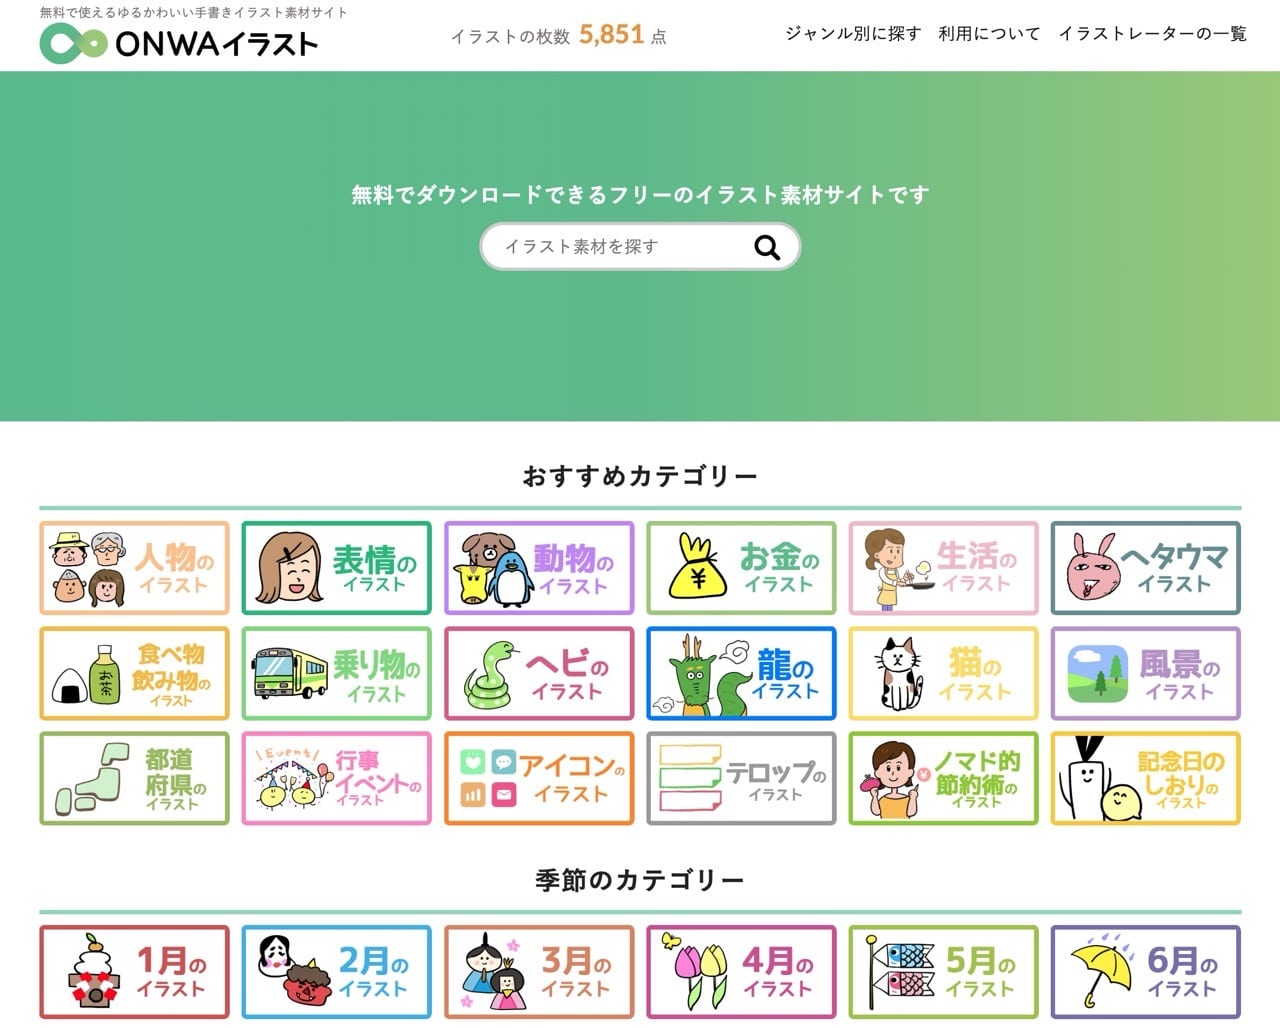 無料で使えるゆるかわいい手書きイラスト素材サイト
ONWAイラスト
イラストの枚数 5,851 点
ジャンル別に探す 利用について イラストレーターの一覧
無料でダウンロードできるフリーのイラスト素材サイトです
イラスト素材を探す
おすすめカテゴリー
人物の
イラスト
表情の
イラスト
動物の
イラスト
お金の
イラスト
生活の
イラスト
ヘタウマ
イラスト
お茶
食べ物
飲み物の
イラスト
乗り物の
イラスト
ヘビの
イラスト
龍の
イラスト
猫の
イラスト
風景の
イラスト
都道
府県の
イラスト
Event
行事
イベントの
イラスト
アイコンの
イラスト
テロップの
イラスト
ノマド的
節約術の
イラスト
記念日の
しおりの
イラスト
季節のカテゴリー
1月の
イラスト
2月の
イラスト
3月の
イラスト
4月の
イラスト
5月の
イラスト
6月の
イラスト